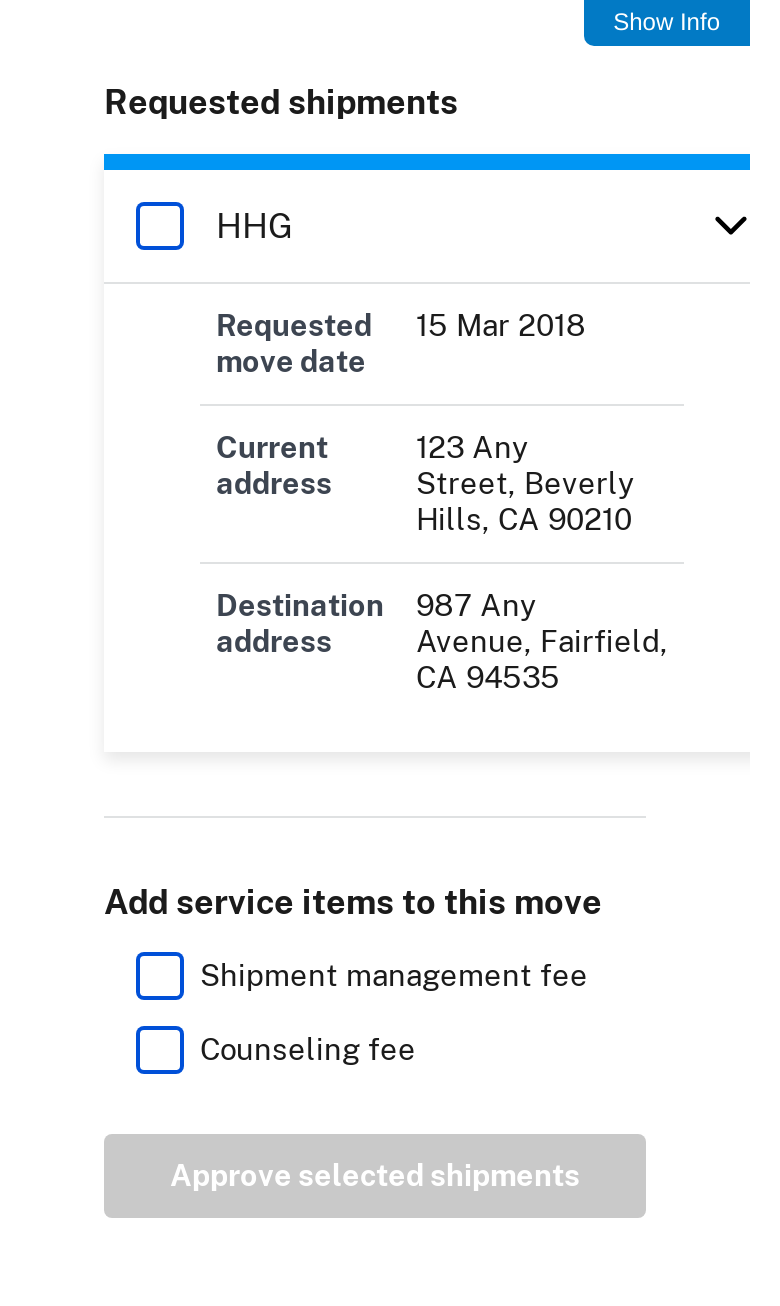 Show Info
Requested shipments
HHG
Requested
move date
15 Mar 2018
Current
address
123 Any
Street, Beverly
Hills, CA 90210
Destination
address
987 Any
Avenue, Fairfield,
CA 94535
Add service items to this move
Shipment management fee
Counseling fee
Approve selected shipments